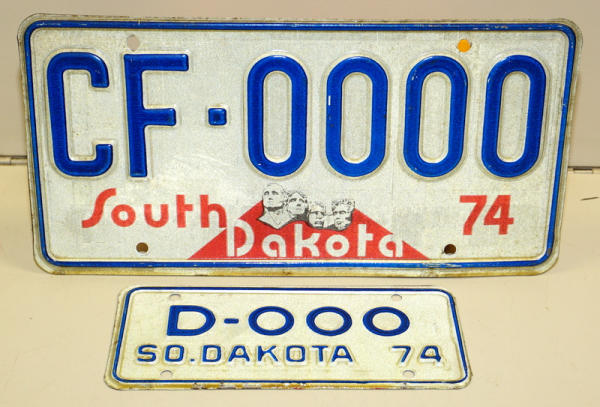 CF·0000
South Dakota 74
D-000
SO.DAKOTA 74